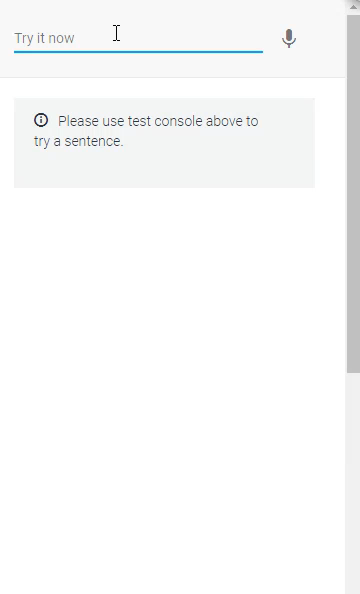 Try it now
Please use test console above to
try a sentence.